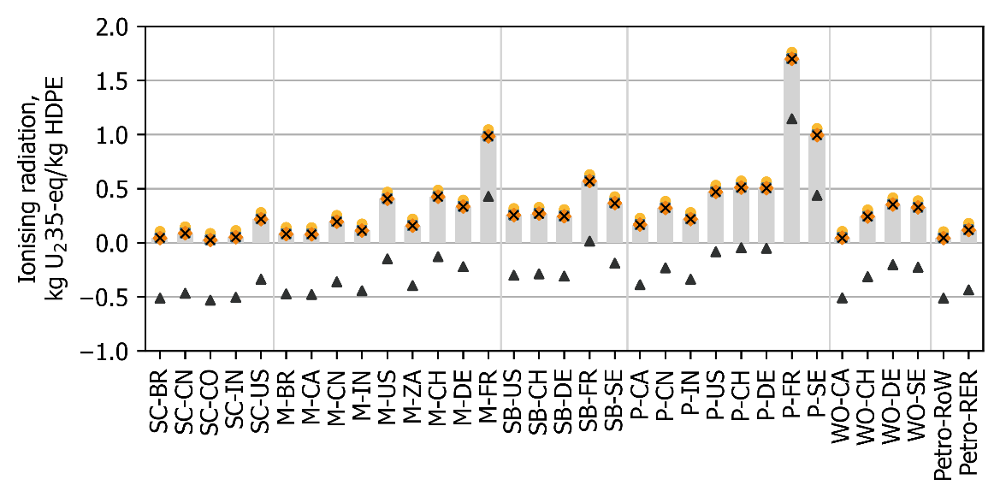 Ionising radiation,
kg U₂35-eq/kg HDPE
2.0
1.5
1.0
0.5
0.0
−0.5
−1.0
SC-BR
SC-CN
SC-CO
SC-IN
SC-US
M-BR
M-CA
M-CN
M-IN
M-US
M-ZA
M-CH
M-DE
M-FR
SB-US
SB-CH
SB-DE
SB-FR
SB-SE
P-CA
P-CN
P-IN
P-US
P-CH
P-DE
P-FR
P-SE
WO-CA
WO-CH
WO-DE
WO-SE
Petro-RoW
Petro-RER